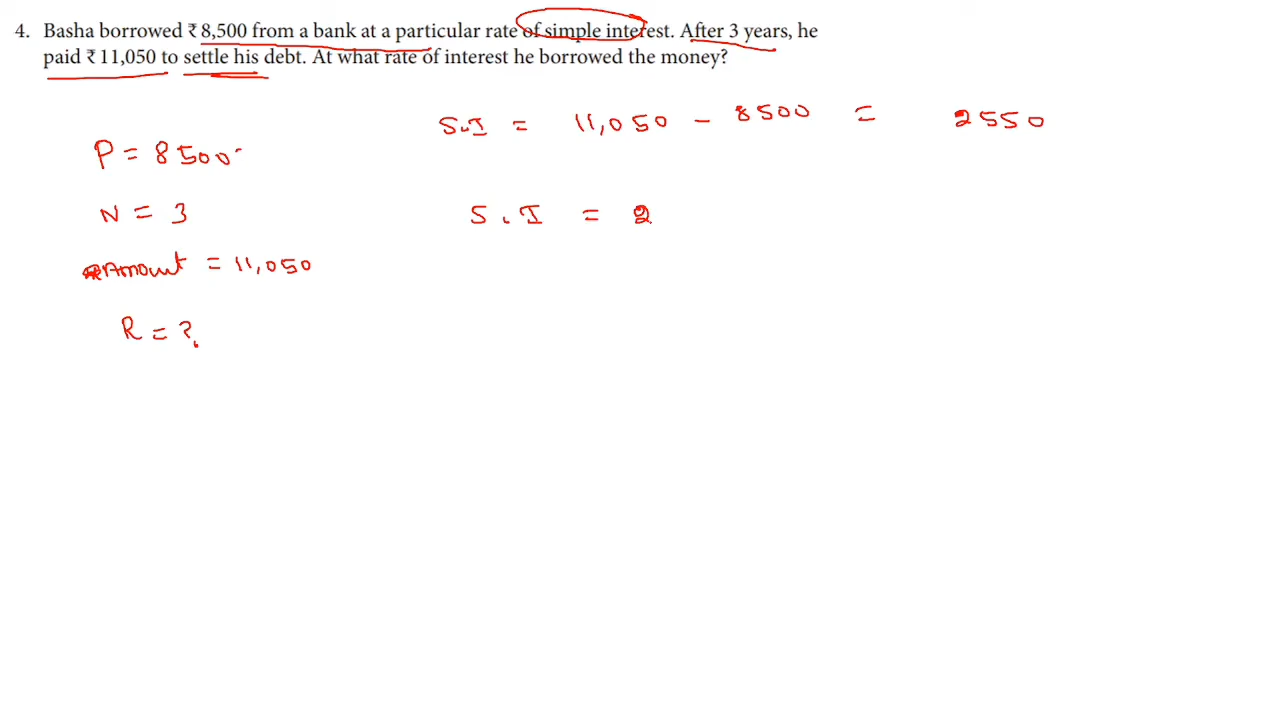 4. Basha borrowed ₹ 8,500 from a bank at a particular rate of simple interest. After 3 years, he
paid ₹ 11,050 to settle his debt. At what rate of interest he borrowed the money?
S.I = 11,050 - 8500 = 2550
P = 8500
N = 3
S.I = 2
Amount = 11,050
R = ?